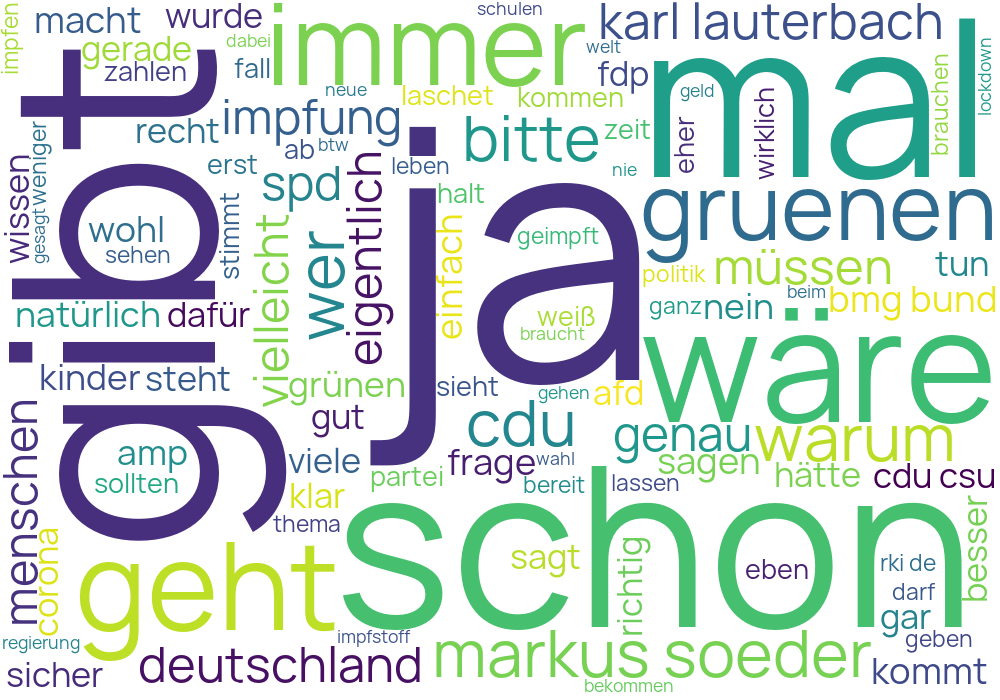 schulen
impfen
macht
wurde
immer
karl lauterbach
gerade
dabei
welt
mal
zahlen
fall
fdp
lockdown
neue
laschet
kommen
geld
brauchen
gibt
impfung
recht
bitte
zeit
eher
wirklich
ab
btw
weniger
erst
leben
nie
wissen
spd
eigentlich
ja
halt
gruenen
gesagt
wohl
stimmt
vielleicht
wer
einfach
geimpft
sehen
politik
müssen
tun
natürlich
dafür
weiß
ganz
nein
beim
bmg bund
braucht
wäre
kinder
steht
grünen
sieht
gehen
afd
gut
cdu
genau
warum
menschen
amp
viele
partei
frage
wahl
sagen
hätte
cdu csu
sollten
klar
bereit
lassen
schon
besser
corona
thema
geht
sagt
richtig
eben
rki de
darf
gar
regierung
impfstoff
geben
sicher
deutschland
markus soeder
kommt
bekommen